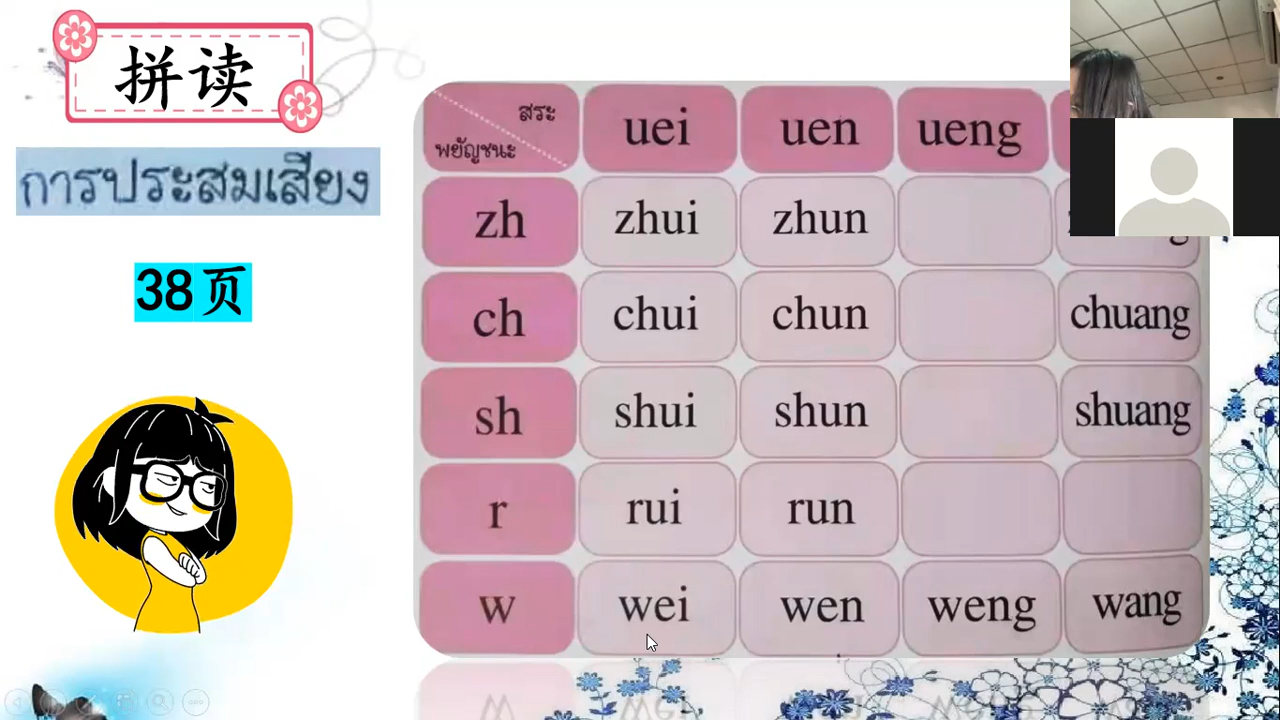 拼读
การประสมเสียง
38页
สระ
พยัญชนะ
uei uen ueng
zh zhui zhun
ch chui chun chuang
sh shui shun shuang
r rui run
w wei wen weng wang